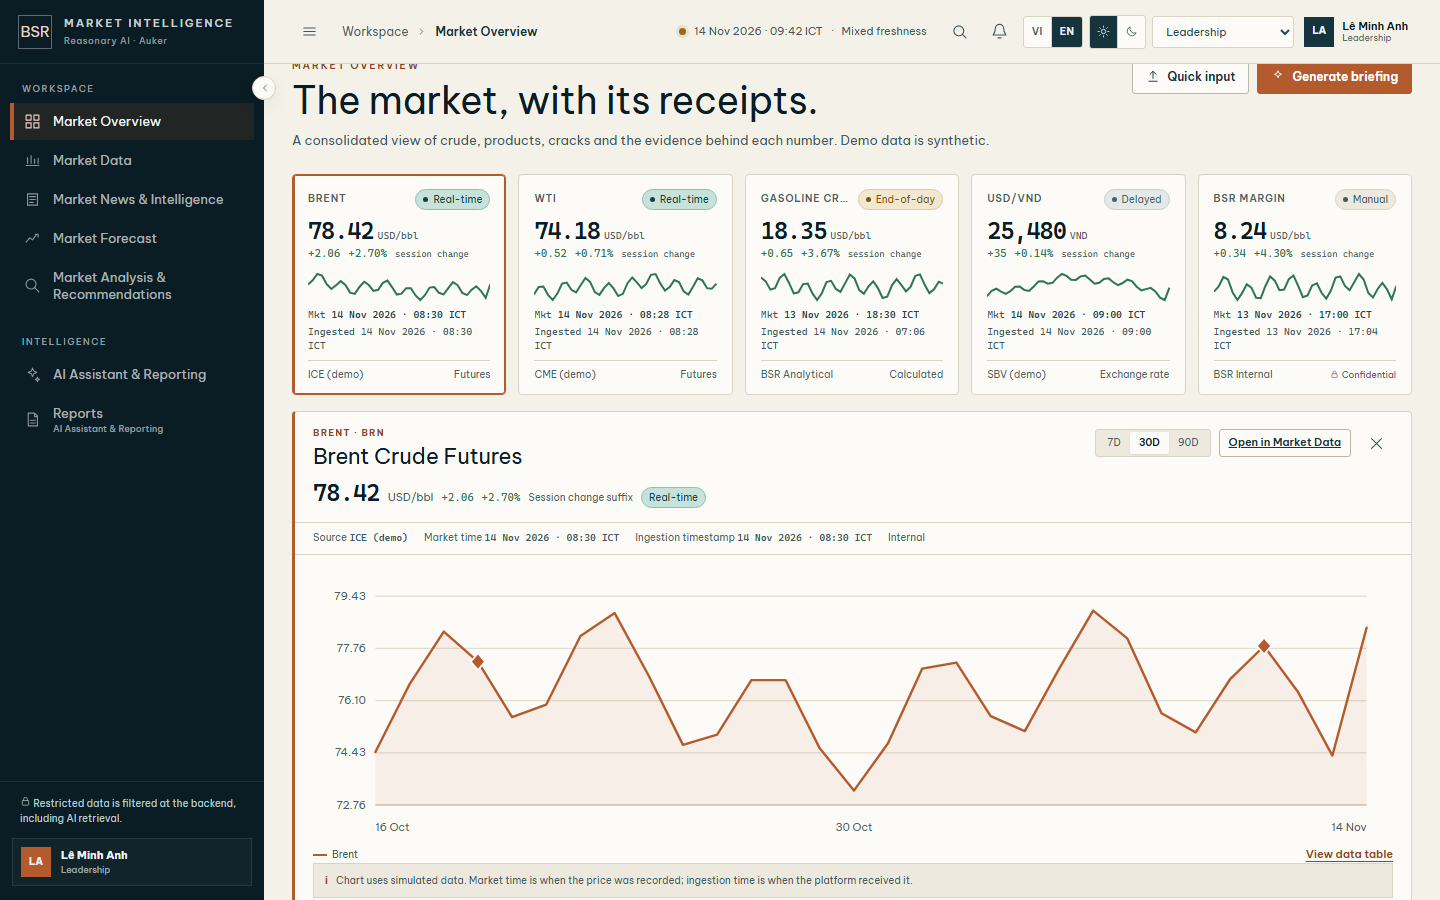 BSR
MARKET INTELLIGENCE
Reasonary AI · Auker
WORKSPACE
Market Overview
Market Data
Market News & Intelligence
Market Forecast
Market Analysis &
Recommendations
INTELLIGENCE
AI Assistant & Reporting
Reports
AI Assistant & Reporting
Restricted data is filtered at the backend,
including AI retrieval.
LA
Lê Minh Anh
Leadership
Workspace › Market Overview
14 Nov 2026 · 09:42 ICT · Mixed freshness
VI EN
Leadership
LA
Lê Minh Anh
Leadership
MARKET OVERVIEW
The market, with its receipts.
A consolidated view of crude, products, cracks and the evidence behind each number. Demo data is synthetic.
Quick input
Generate briefing
BRENT
Real-time
78.42 USD/bbl
+2.06 +2.70% session change
Mkt 14 Nov 2026 · 08:30 ICT
Ingested 14 Nov 2026 · 08:30
ICT
ICE (demo) Futures
WTI
Real-time
74.18 USD/bbl
+0.52 +0.71% session change
Mkt 14 Nov 2026 · 08:28 ICT
Ingested 14 Nov 2026 · 08:28
ICT
CME (demo) Futures
GASOLINE CR...
End-of-day
18.35 USD/bbl
+0.65 +3.67% session change
Mkt 13 Nov 2026 · 18:30 ICT
Ingested 14 Nov 2026 · 07:06
ICT
BSR Analytical Calculated
USD/VND
Delayed
25,480 VND
+35 +0.14% session change
Mkt 14 Nov 2026 · 09:00 ICT
Ingested 14 Nov 2026 · 09:00
ICT
SBV (demo) Exchange rate
BSR MARGIN
Manual
8.24 USD/bbl
+0.34 +4.30% session change
Mkt 13 Nov 2026 · 17:00 ICT
Ingested 13 Nov 2026 · 17:04
ICT
BSR Internal Confidential
BRENT · BRN
Brent Crude Futures
7D 30D 90D
Open in Market Data
78.42 USD/bbl +2.06 +2.70% Session change suffix Real-time
Source ICE (demo) Market time 14 Nov 2026 · 08:30 ICT Ingestion timestamp 14 Nov 2026 · 08:30 ICT Internal
79.43
77.76
76.10
74.43
72.76
16 Oct 30 Oct 14 Nov
Brent
View data table
i Chart uses simulated data. Market time is when the price was recorded; ingestion time is when the platform received it.